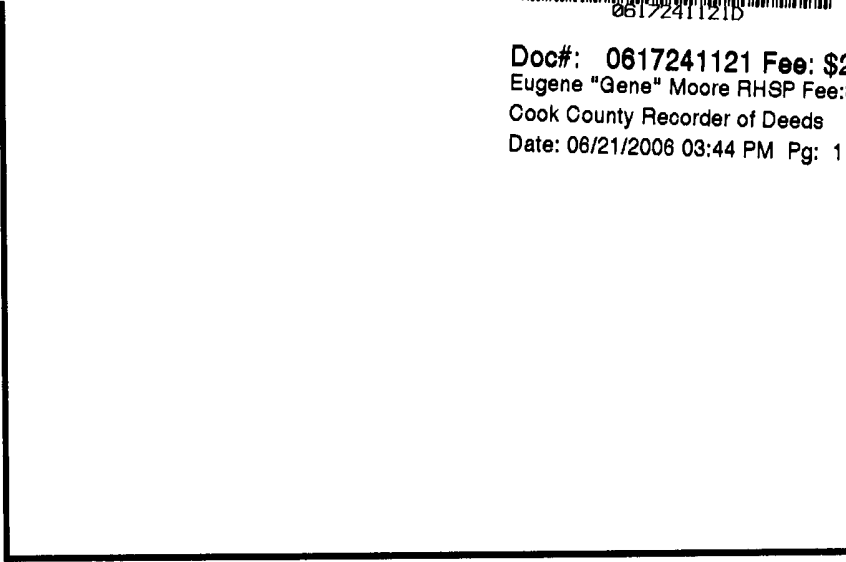 0617241121D
Doc#: 0617241121 Fee: $2
Eugene "Gene" Moore RHSP Fee:
Cook County Recorder of Deeds
Date: 06/21/2006 03:44 PM Pg: 1